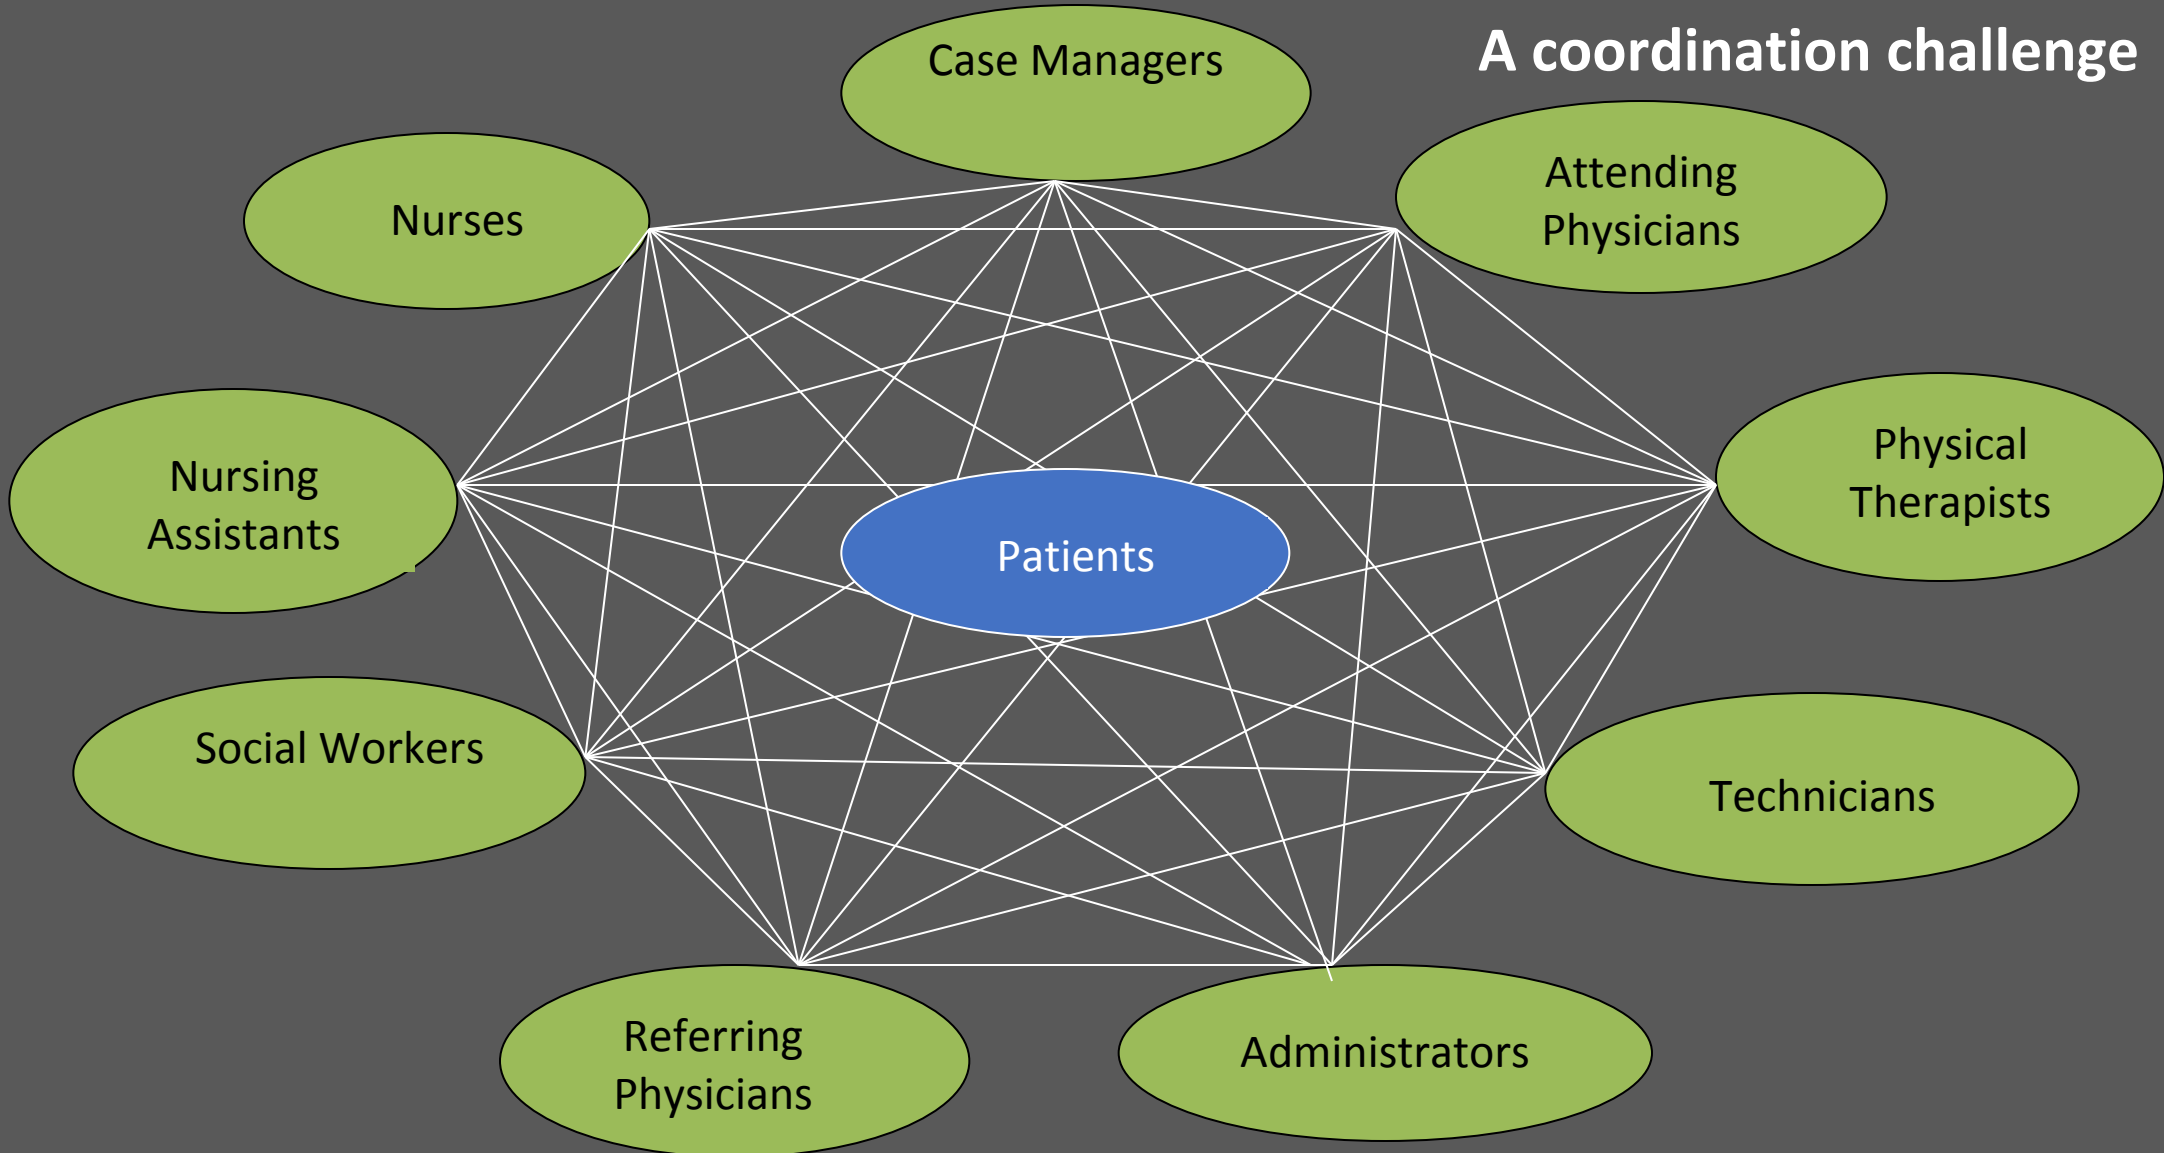 A coordination challenge
Case Managers
Attending
Physicians
Nurses
Physical
Therapists
Nursing
Assistants
Patients
Social Workers
Technicians
Referring
Physicians
Administrators